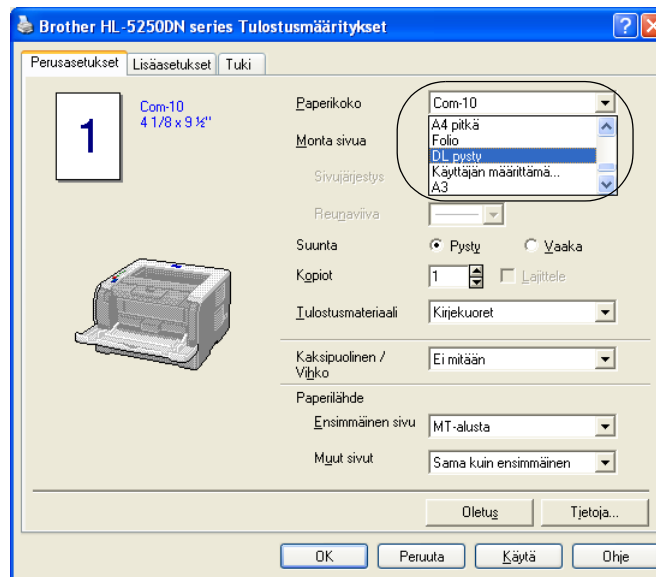 Brother HL-5250DN series Tulostusmääritykset
Perusasetukset Lisäasetukset Tuki
1
Com-10
4 1/8 x 9 ½"
Paperikoko Com-10
A4 pitkä
Folio
DL pysty
Käyttäjän määrittämä...
A3
Monta sivua
Sivujärjestys
Reunaviiva
Suunta Pysty Vaaka
Kopiot 1 Lajittele
Tulostusmateriaali Kirjekuoret
Kaksipuolinen /
Vihko
Ei mitään
Paperilähde
Ensimmäinen sivu MT-alusta
Muut sivut Sama kuin ensimmäinen
Oletus Tietoja...
OK Peruuta Käytä Ohje